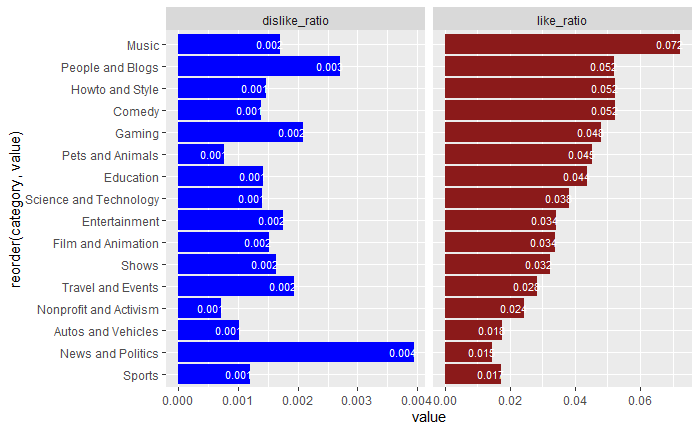 dislike_ratio like_ratio
Music 0.002 0.072
People and Blogs 0.003 0.052
Howto and Style 0.001 0.052
Comedy 0.001 0.052
Gaming 0.002 0.048
Pets and Animals 0.001 0.045
Education 0.001 0.044
Science and Technology 0.001 0.038
Entertainment 0.002 0.034
Film and Animation 0.002 0.034
Shows 0.002 0.032
Travel and Events 0.002 0.028
Nonprofit and Activism 0.001 0.024
Autos and Vehicles 0.001 0.018
News and Politics 0.004 0.015
Sports 0.001 0.017
reorder(category, value)
0.000 0.001 0.002 0.003 0.004 0.00 0.02 0.04 0.06
value